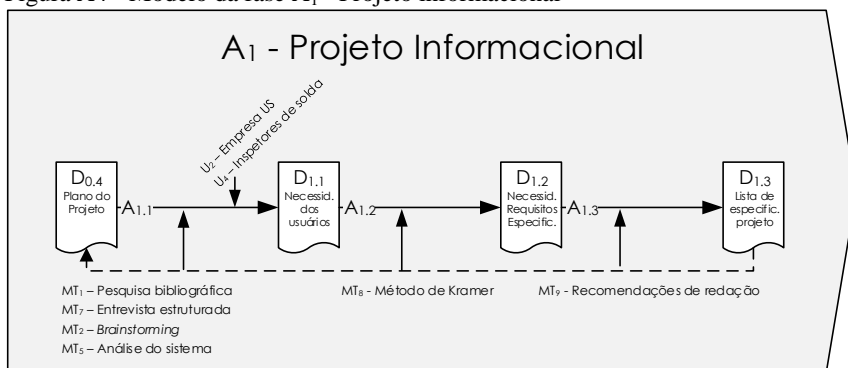 Figura A4 - Modelo da fase A1 - Projeto informacional
A1 - Projeto Informacional
U2 – Empresa US
U4 – Inspetores de solda
D0.4
Plano do
Projeto
A1.1
D1.1
Necessid.
dos
usuários
A1.2
D1.2
Necessid.
Requisitos
Especific.
A1.3
D1.3
Lista de
especific.
projeto
MT1 – Pesquisa bibliográfica
MT7 – Entrevista estruturada
MT2 – Brainstorming
MT5 – Análise do sistema
MT8 - Método de Kramer
MT9 - Recomendações de redação